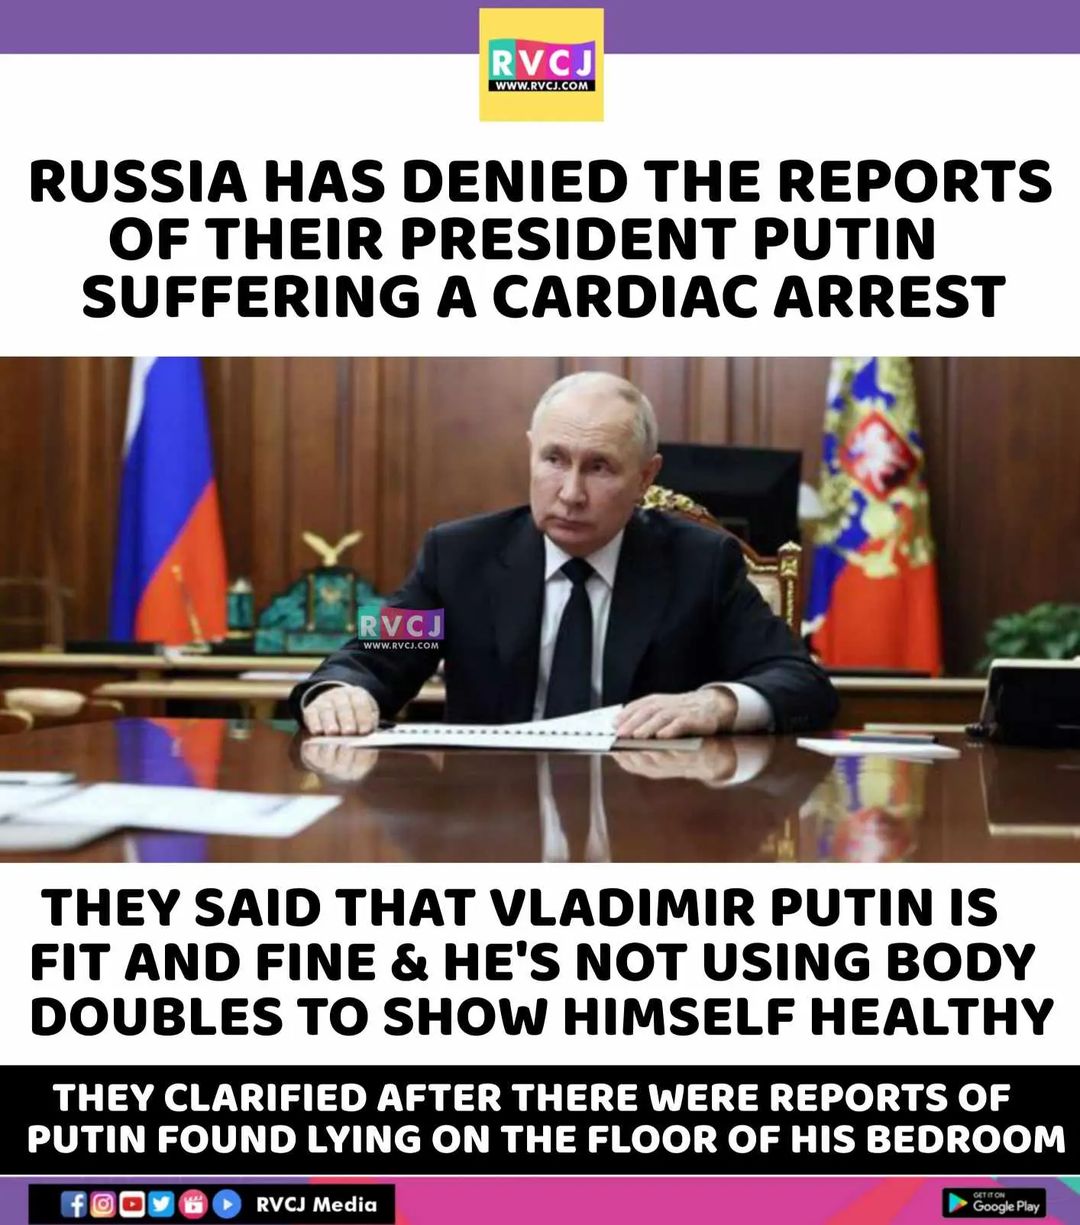 RVCJ
WWW.RVCJ.COM
RUSSIA HAS DENIED THE REPORTS
OF THEIR PRESIDENT PUTIN
SUFFERING A CARDIAC ARREST
RVCJ
WWW.RVCJ.COM
THEY SAID THAT VLADIMIR PUTIN IS
FIT AND FINE & HE'S NOT USING BODY
DOUBLES TO SHOW HIMSELF HEALTHY
THEY CLARIFIED AFTER THERE WERE REPORTS OF
PUTIN FOUND LYING ON THE FLOOR OF HIS BEDROOM
RVCJ Media
GET IT ON
Google Play